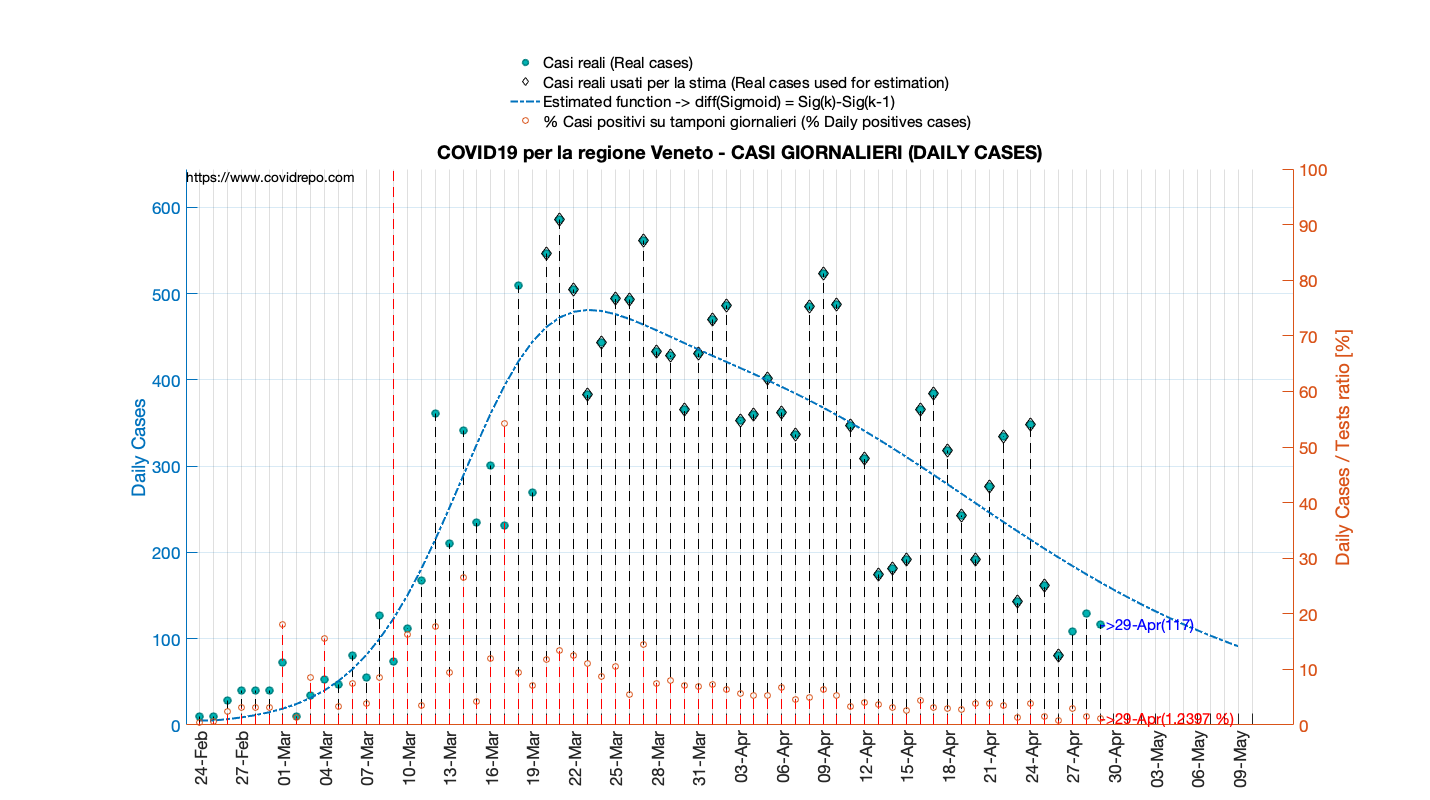 Casi reali (Real cases)
Casi reali usati per la stima (Real cases used for estimation)
Estimated function -> diff(Sigmoid) = Sig(k)-Sig(k-1)
% Casi positivi su tamponi giornalieri (% Daily positives cases)
COVID19 per la regione Veneto - CASI GIORNALIERI (DAILY CASES)
https://www.covidrepo.com
Daily Cases
600
500
400
300
200
100
0
100
90
80
70
60
50
40
30
20
10
0
Daily Cases / Tests ratio [%]
>29-Apr(117)
>29-Apr(1.2397 %)
24-Feb
27-Feb
01-Mar
04-Mar
07-Mar
10-Mar
13-Mar
16-Mar
19-Mar
22-Mar
25-Mar
28-Mar
31-Mar
03-Apr
06-Apr
09-Apr
12-Apr
15-Apr
18-Apr
21-Apr
24-Apr
27-Apr
30-Apr
03-May
06-May
09-May